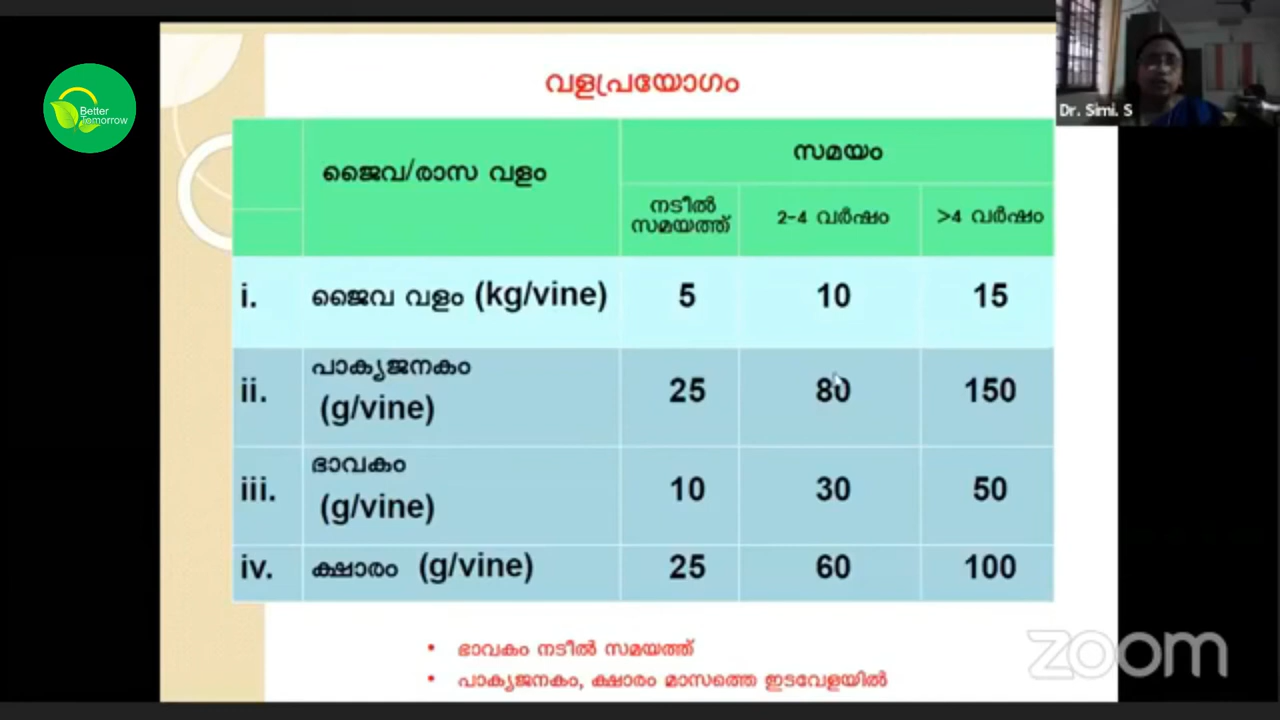 Better
Tomorrow
Dr. Simi. S
വളപ്രയോഗം
ജൈവ/രാസ വളം
സമയം
നടീൽ
സമയത്ത്
2-4 വർഷം
>4 വർഷം
i. ജൈവ വളം (kg/vine) 5 10 15
ii. പാക്യജനകം
(g/vine) 25 80 150
iii. ഭാവകം
(g/vine) 10 30 50
iv. ക്ഷാരം (g/vine) 25 60 100
• ഭാവകം നടീൽ സമയത്ത്
• പാക്യജനകം, ക്ഷാരം മാസത്തെ ഇടവേളയിൽ
zoom